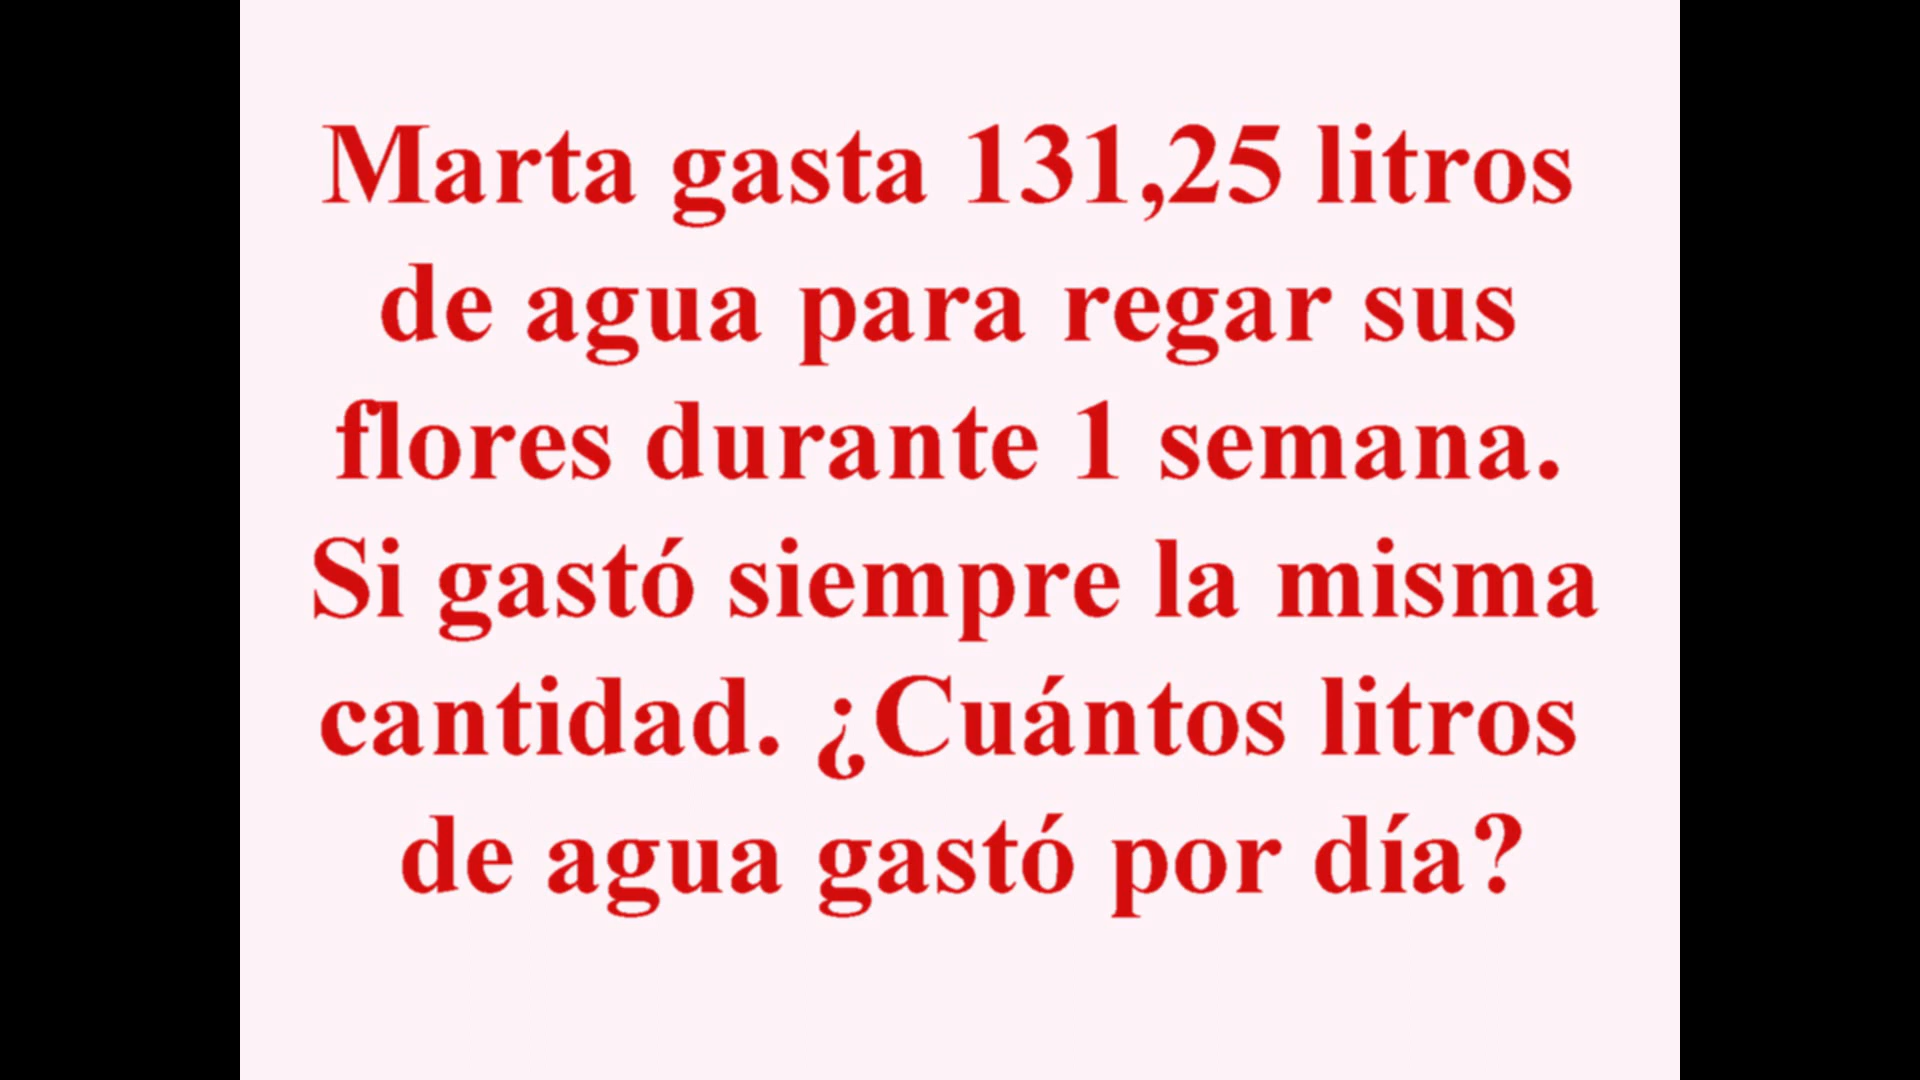 Marta gasta 131,25 litros
de agua para regar sus
flores durante 1 semana.
Si gastó siempre la misma
cantidad. ¿Cuántos litros
de agua gastó por día?